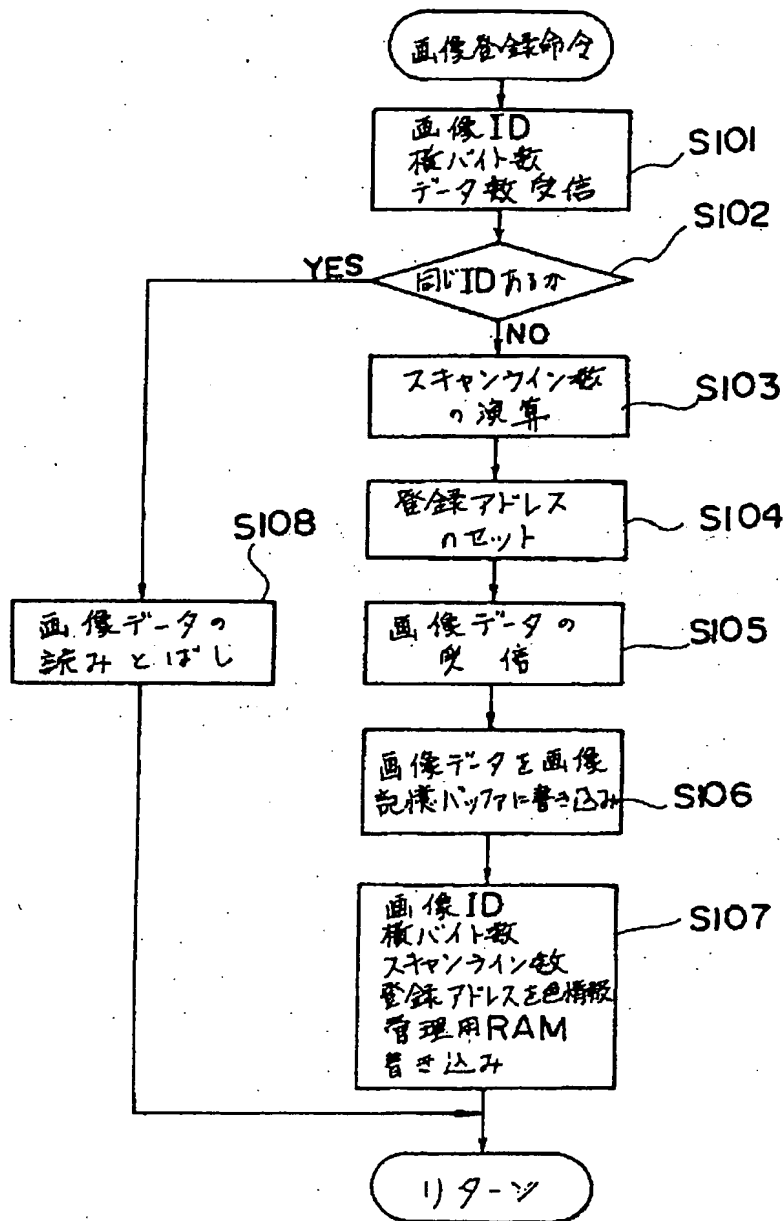 画像登録命令
画像ID
横バイト数
データ数受信
S101
S102
同じIDあるか
YES
NO
スキャンライン数
の演算
S103
登録アドレス
のセット
S104
S108
画像データの
読みとばし
画像データの
受信
S105
画像データを画像
記憶バッファに書き込み
S106
画像ID
横バイト数
スキャンライン数
登録アドレスを色情報
管理用RAM
書き込み
S107
リターン